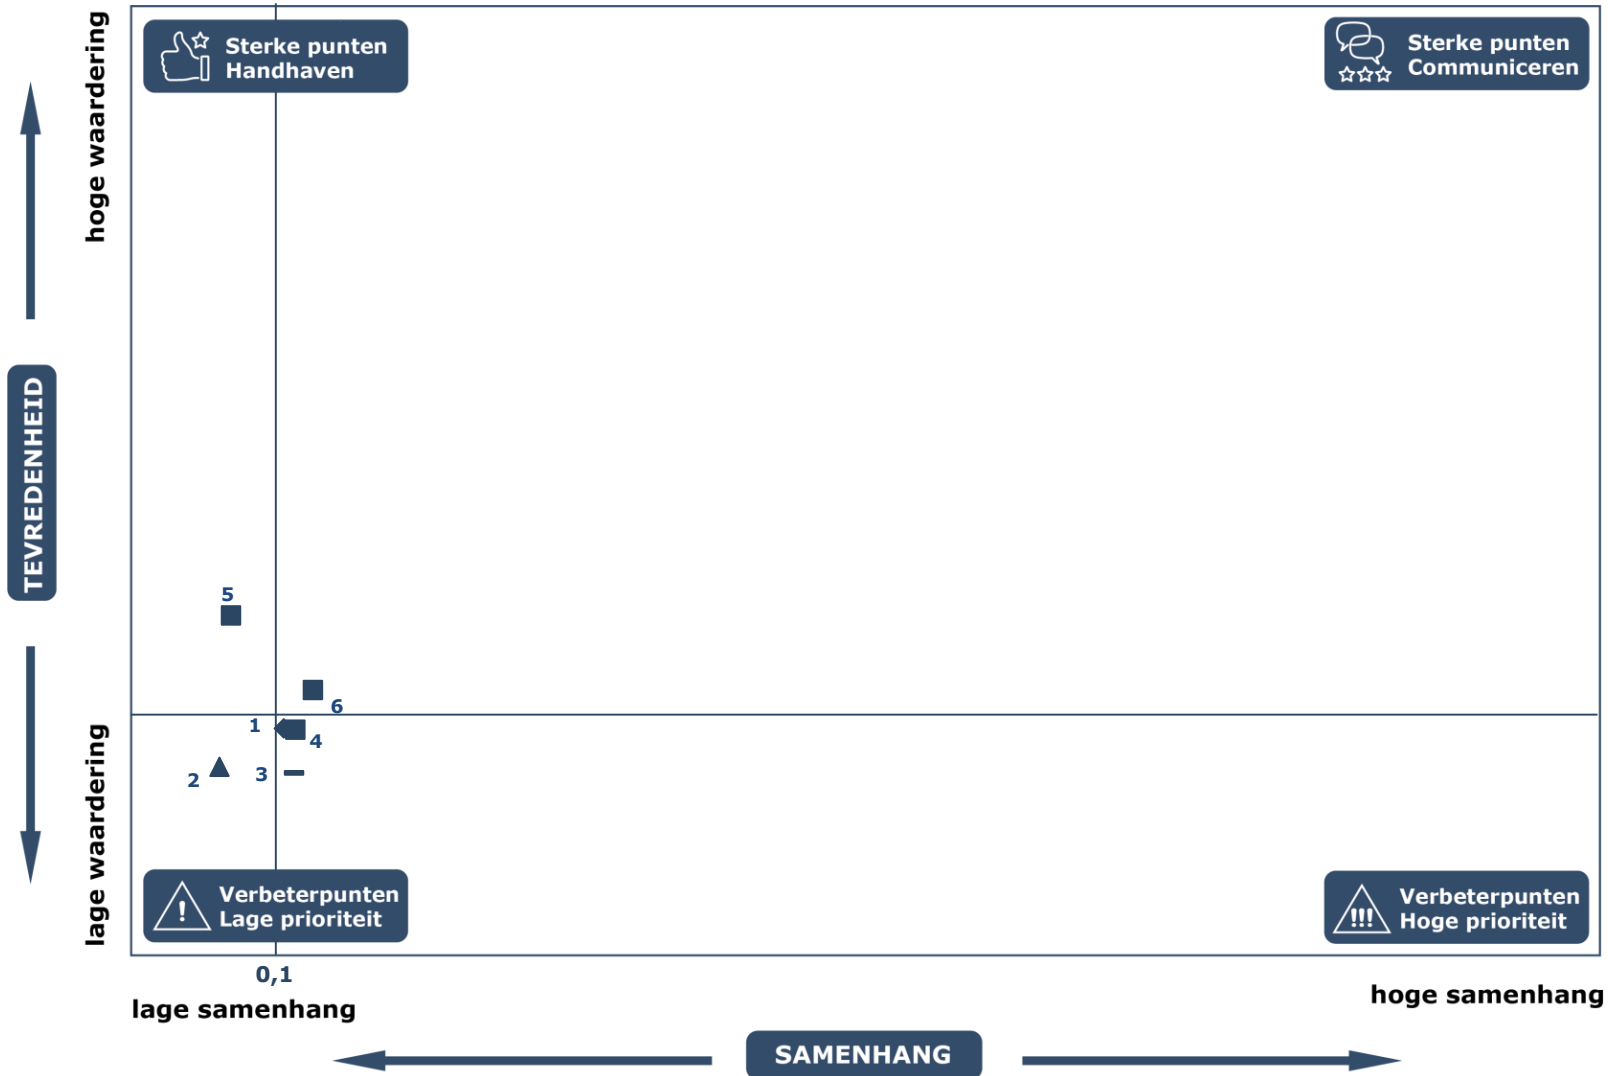 hoge waardering
Sterke punten
Handhaven
Sterke punten
Communiceren
TEVREDENHEID
5
6
1
4
2
3
lage waardering
!
Verbeterpunten
Lage prioriteit
!!!
Verbeterpunten
Hoge prioriteit
0,1
lage samenhang
hoge samenhang
SAMENHANG